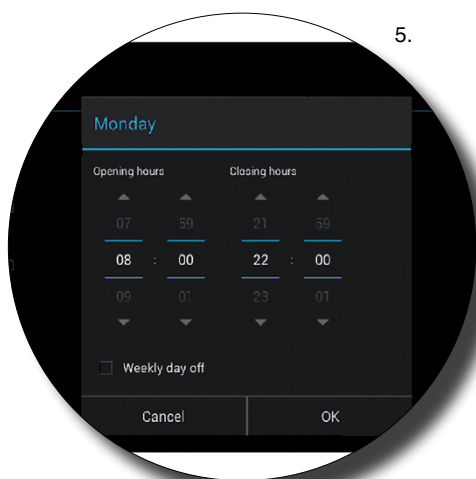 5.
Monday
Opening hours Closing hours
07 59 21 59
08 : 00 22 : 00
09 01 23 01
Weekly day off
Cancel OK